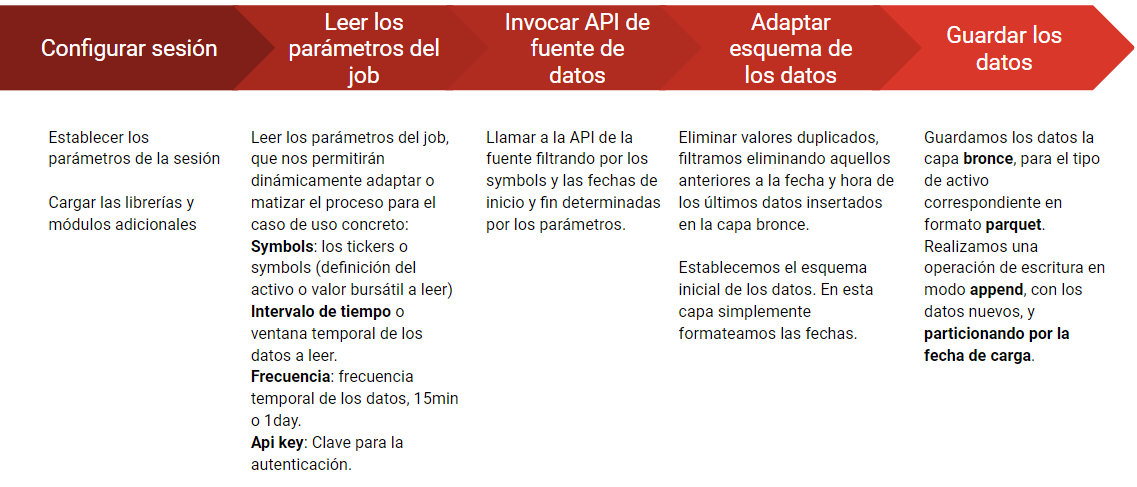 Configurar sesión
Leer los
parámetros del
job
Invocar API de
fuente de
datos
Adaptar
esquema de
los datos
Guardar los
datos
Establecer los
parámetros de la sesión
Cargar las librerías y
módulos adicionales
Leer los parámetros del job,
que nos permitirán
dinámicamente adaptar o
matizar el proceso para el
caso de uso concreto:
Symbols: los tickers o
symbols (definición del
activo o valor bursátil a leer)
Intervalo de tiempo o
ventana temporal de los
datos a leer.
Frecuencia: frecuencia
temporal de los datos, 15min
o 1day.
Api key: Clave para la
autenticación.
Llamar a la API de la
fuente filtrando por los
symbols y las fechas de
inicio y fin determinadas
por los parámetros.
Eliminar valores duplicados,
filtramos eliminando aquellos
anteriores a la fecha y hora de
los últimos datos insertados
en la capa bronce.
Establecemos el esquema
inicial de los datos. En esta
capa simplemente
formateamos las fechas.
Guardamos los datos la
capa bronce, para el tipo
de activo
correspondiente en
formato parquet.
Realizamos una
operación de escritura en
modo append, con los
datos nuevos, y
particionando por la
fecha de carga.